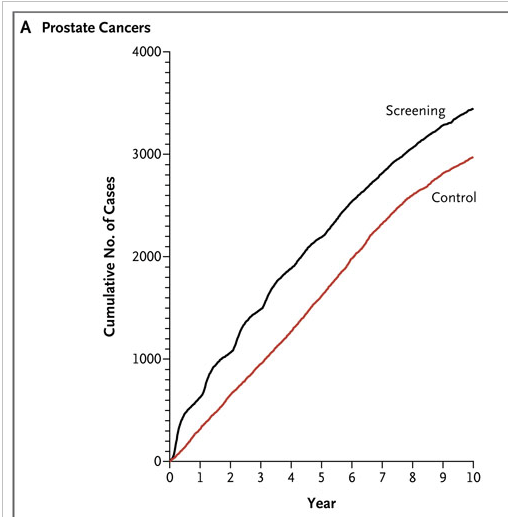 A Prostate Cancers
4000
3000
2000
1000
0
Cumulative No. of Cases
Screening
Control
0 1 2 3 4 5 6 7 8 9 10
Year